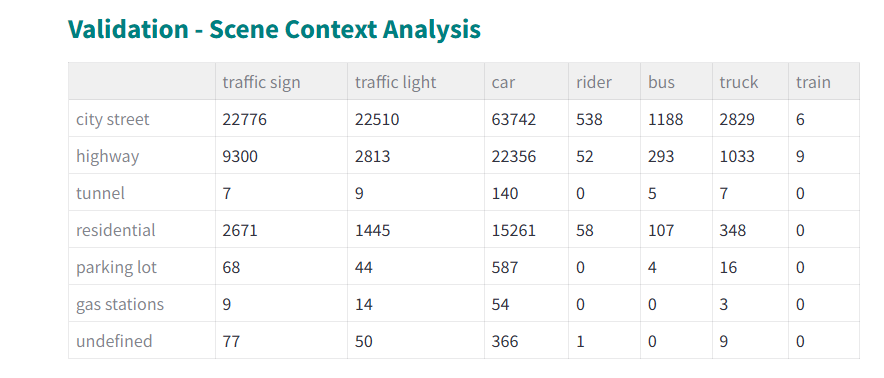 Validation - Scene Context Analysis
traffic sign traffic light car rider bus truck train
city street 22776 22510 63742 538 1188 2829 6
highway 9300 2813 22356 52 293 1033 9
tunnel 7 9 140 0 5 7 0
residential 2671 1445 15261 58 107 348 0
parking lot 68 44 587 0 4 16 0
gas stations 9 14 54 0 0 3 0
undefined 77 50 366 1 0 9 0